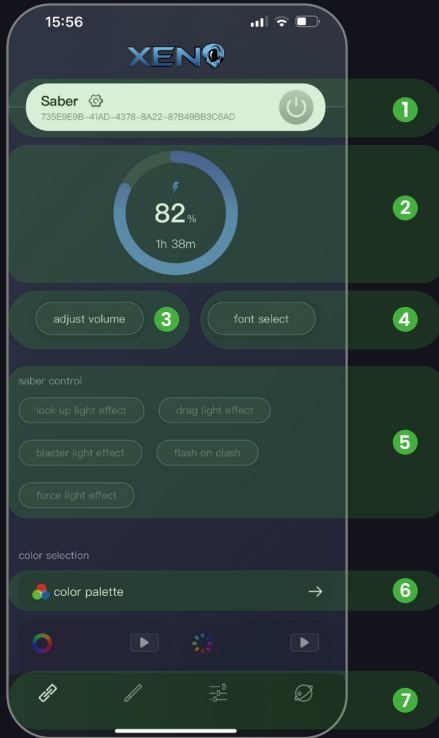 15:56
XENO
Saber
735E9E9B-41AD-4378-8A22-87B49BB3C6AD
1
82%
1h 38m
2
adjust volume
3
font select
4
saber control
lock up light effect
drag light effect
blaster light effect
flash on clash
force light effect
5
color selection
color palette
6
7